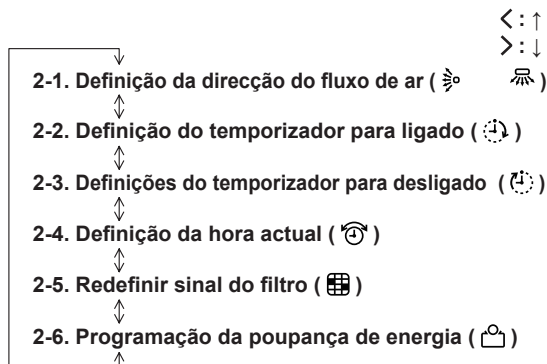 < : ↑
> : ↓
2-1. Definição da direcção do fluxo de ar ( )
2-2. Definição do temporizador para ligado ( )
2-3. Definições do temporizador para desligado ( )
2-4. Definição da hora actual ( )
2-5. Redefinir sinal do filtro ( )
2-6. Programação da poupança de energia ( )